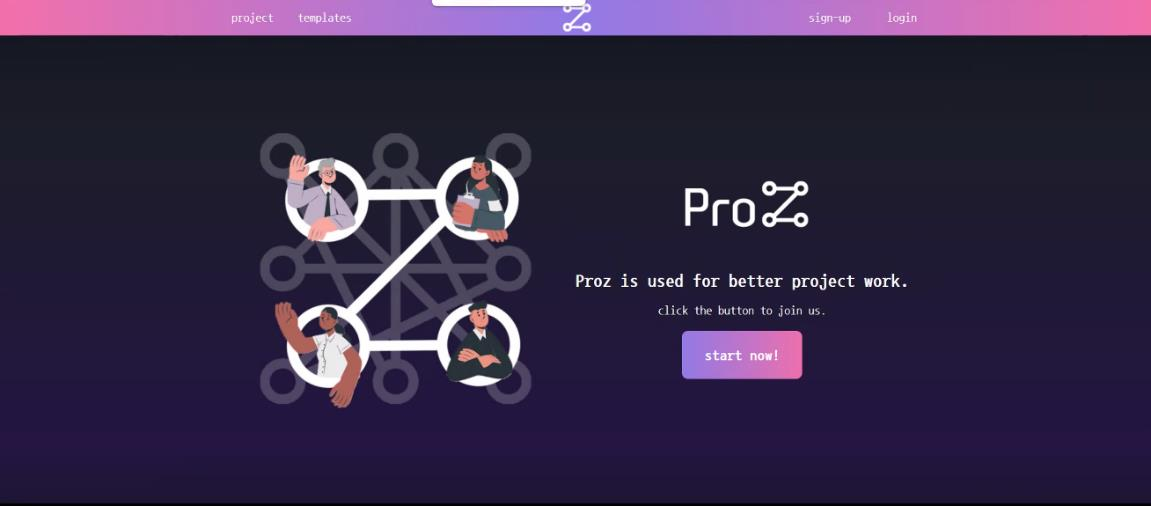 project templates sign-up login
ProZ
Proz is used for better project work.
click the button to join us.
start now!